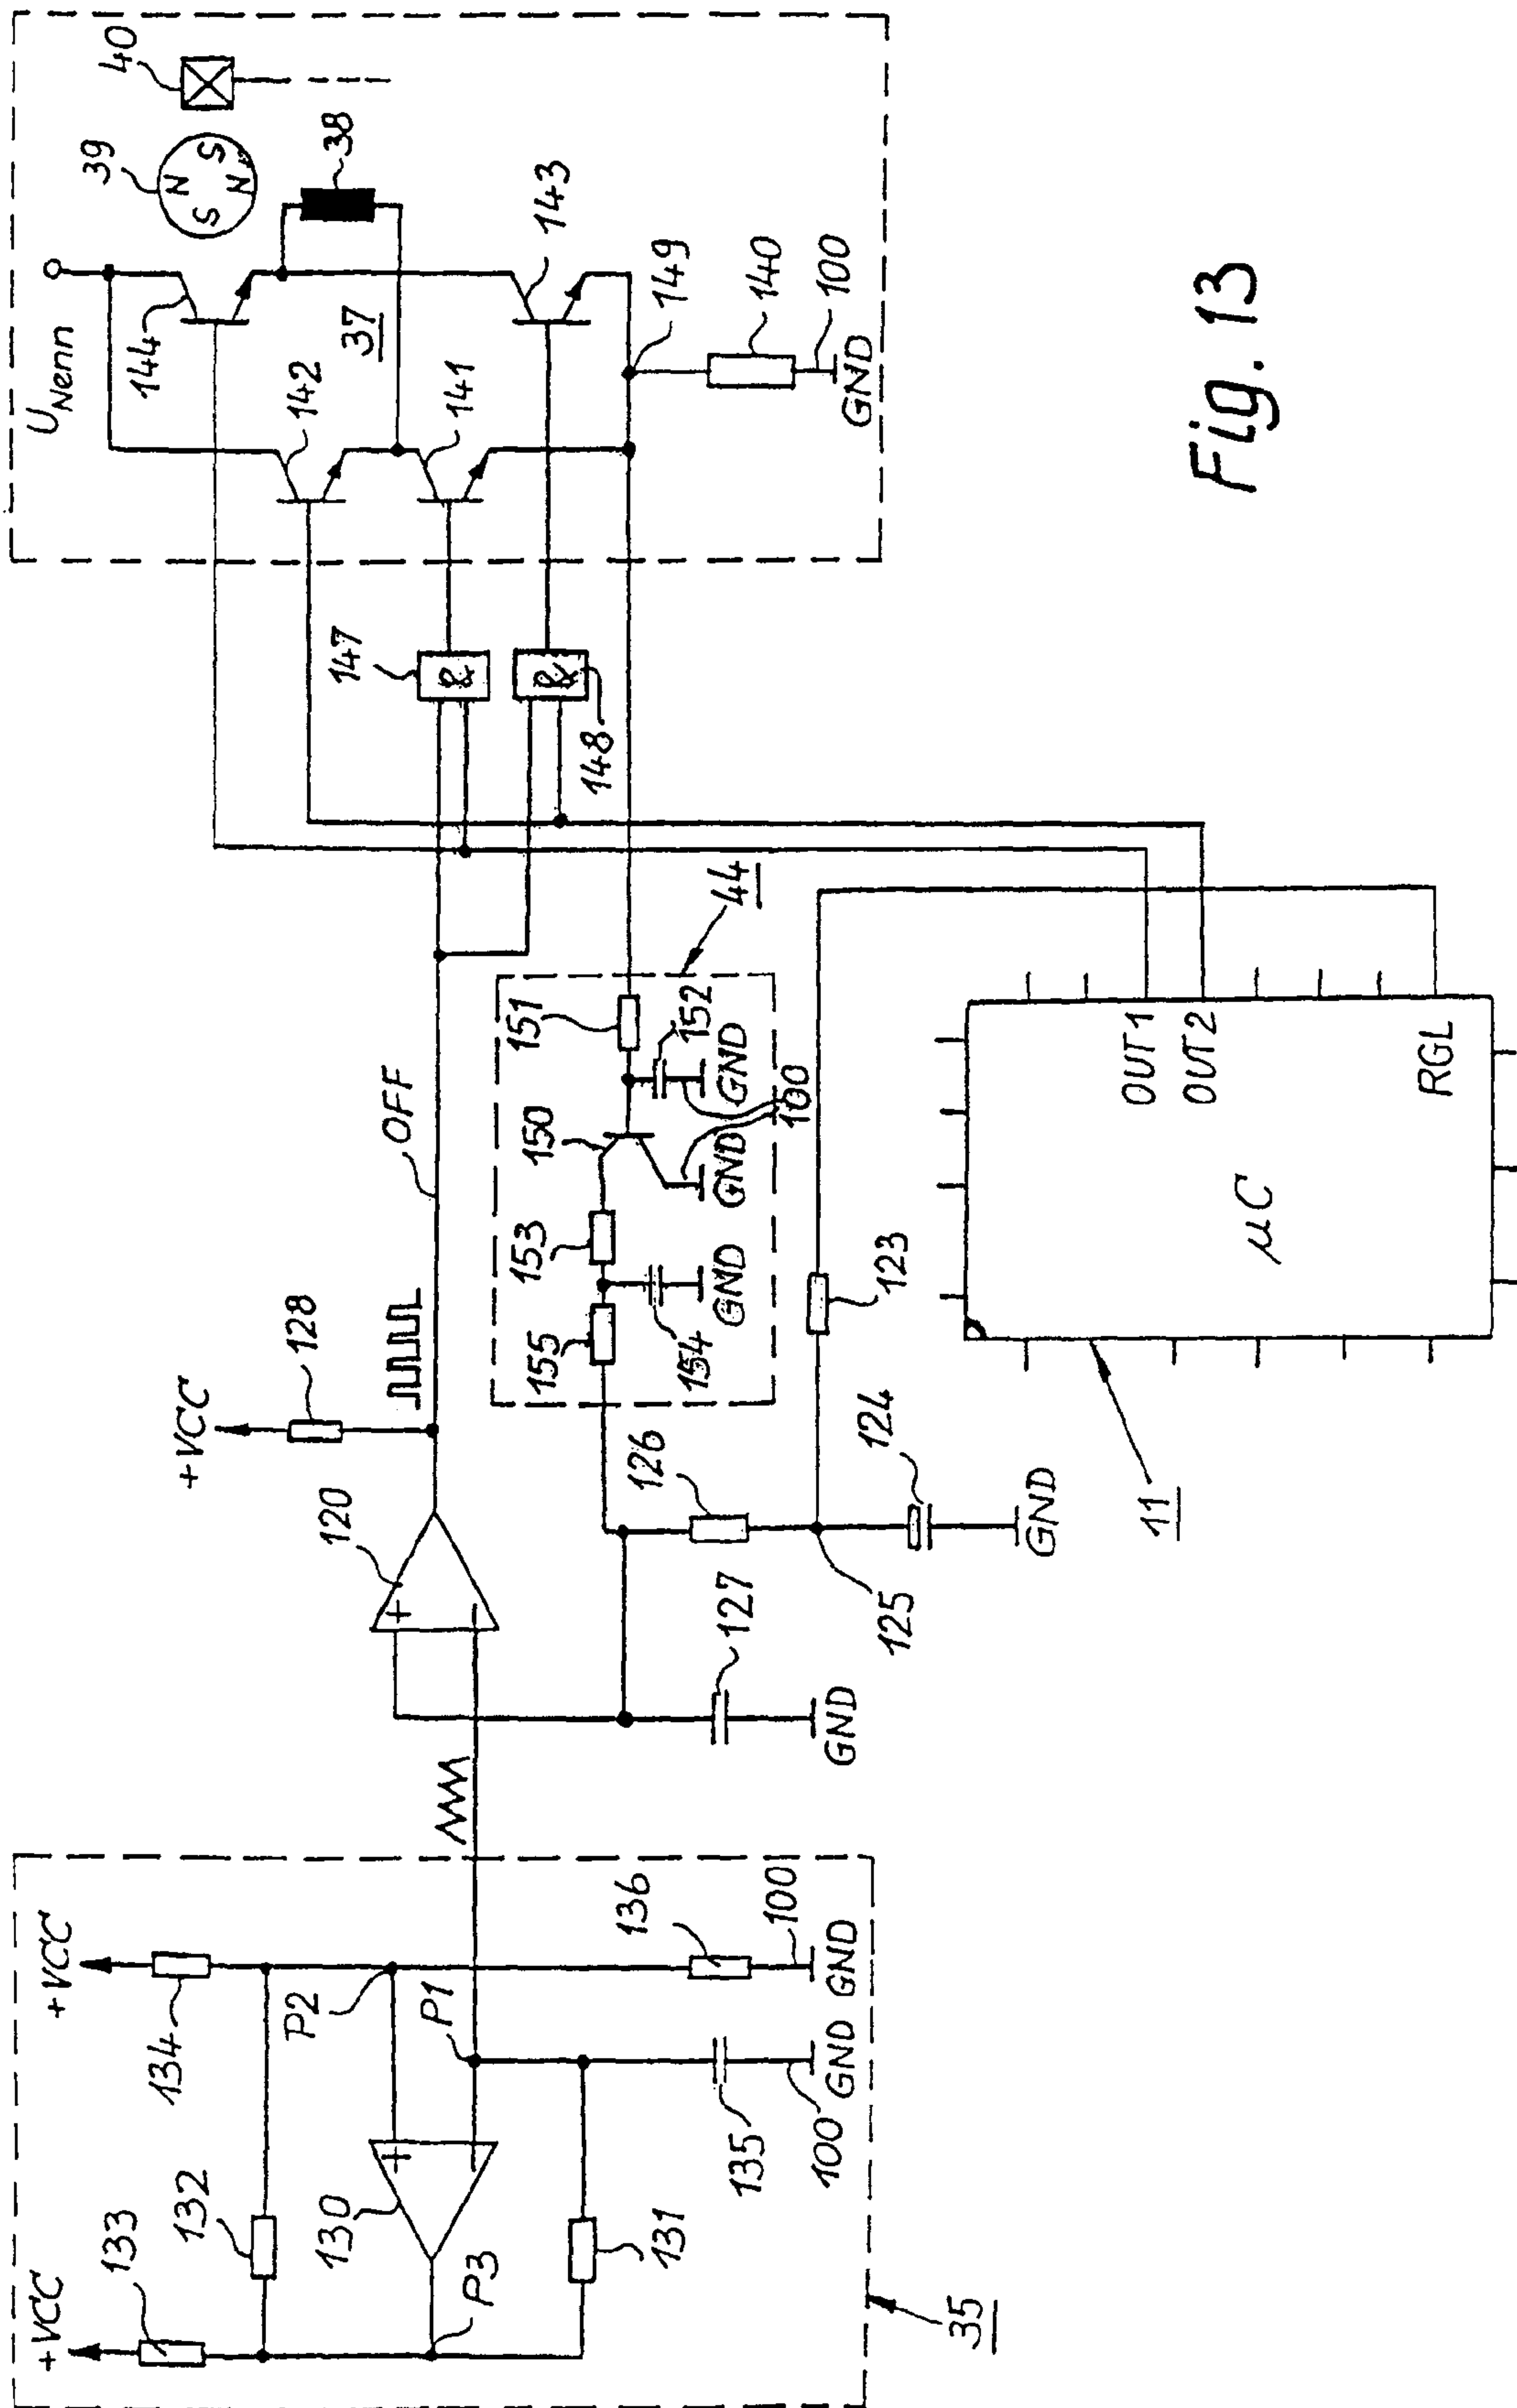 +VCC
133
132
134
+VCC
130
P2
P3
P1
131
135
136
100
GND
100
GND
35
+VCC
128
120
+
−
+
−
OFF
127
GND
126
125
124
GND
155
153
150
151
154
GND
GND
GND
152
100
44
123
11
µC
OUT1
OUT2
RGL
147
&
&
148
U_Nenn
144
142
37
141
143
149
140
100
GND
39
N
S
S
N
40
38
Fig. 13